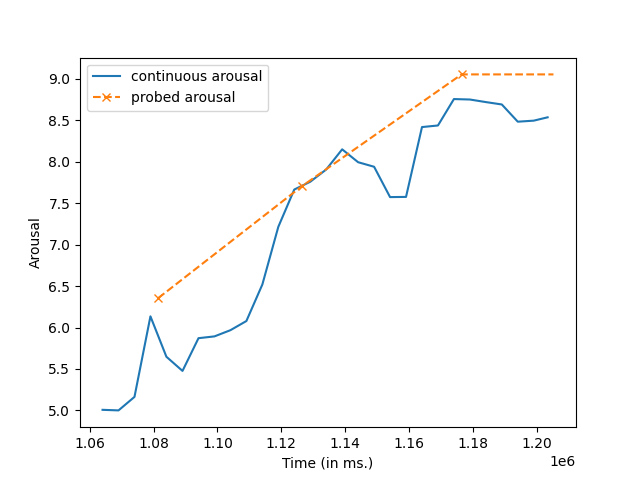 continuous arousal
probed arousal
9.0
8.5
8.0
7.5
7.0
6.5
6.0
5.5
5.0
Arousal
1.06 1.08 1.10 1.12 1.14 1.16 1.18 1.20
Time (in ms.)
1e6